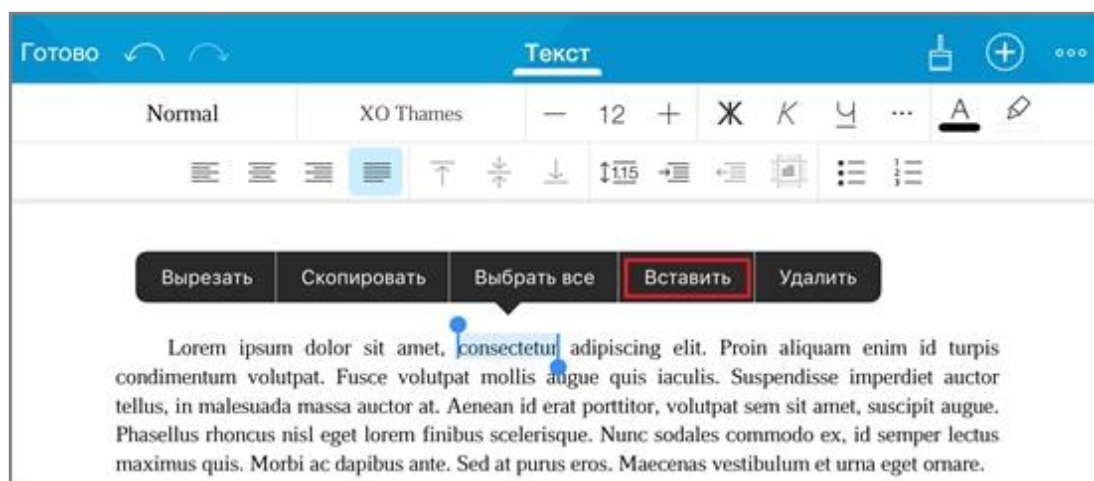 Готово Текст
Normal XO Thames — 12 + Ж К Ч ... А
1.15
Вырезать Скопировать Выбрать все Вставить Удалить
Lorem ipsum dolor sit amet, consectetur adipiscing elit. Proin aliquam enim id turpis
condimentum volutpat. Fusce volutpat mollis augue quis iaculis. Suspendisse imperdiet auctor
tellus, in malesuada massa auctor at. Aenean id erat porttitor, volutpat sem sit amet, suscipit augue.
Phasellus rhoncus nisl eget lorem finibus scelerisque. Nunc sodales commodo ex, id semper lectus
maximus quis. Morbi ac dapibus ante. Sed at purus eros. Maecenas vestibulum et urna eget ornare.